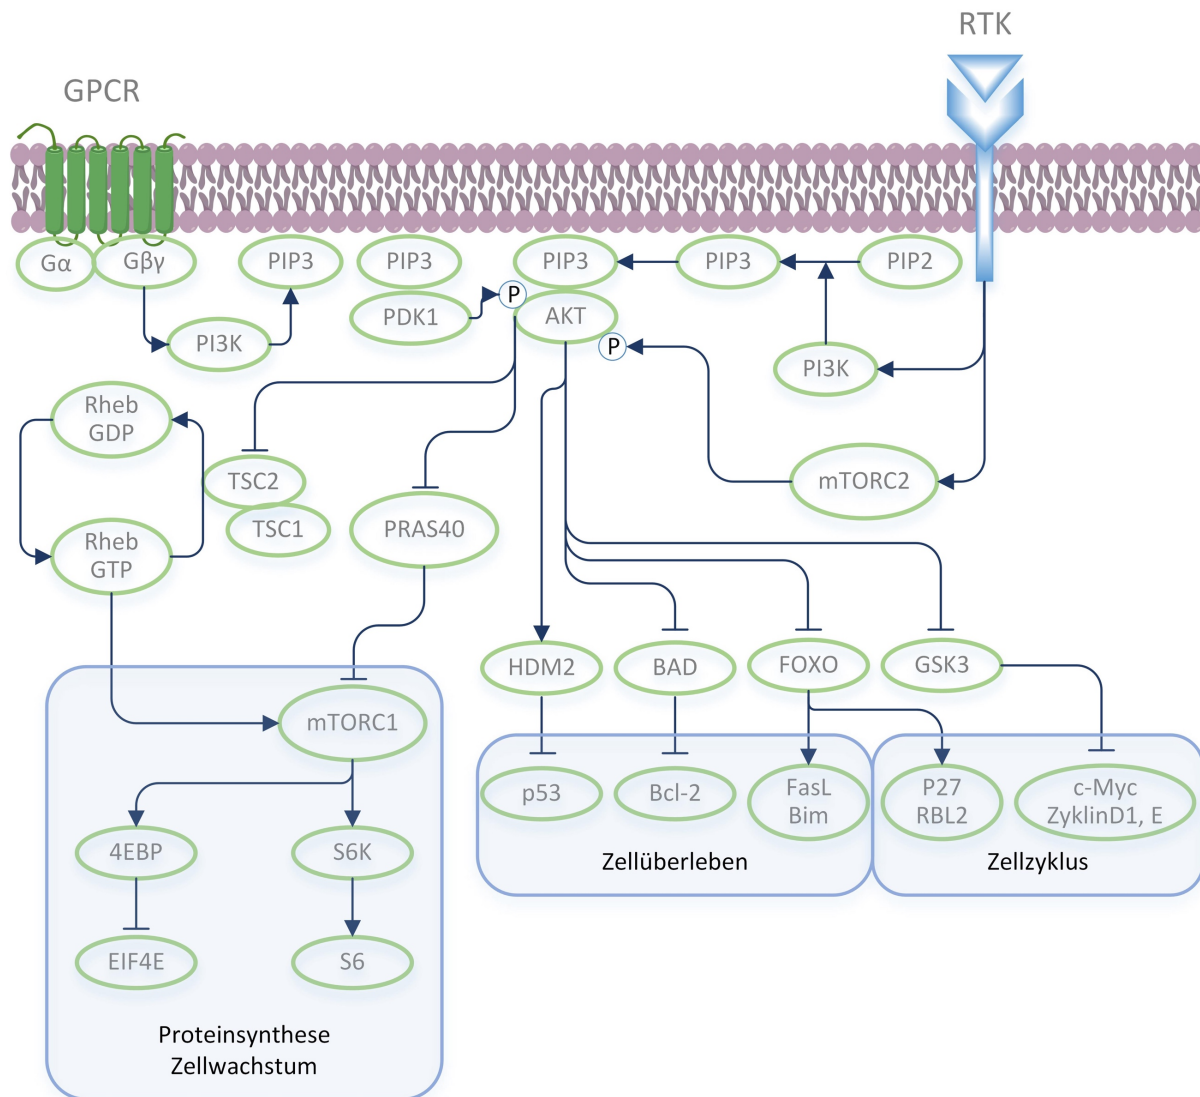 RTK
GPCR
Gα
Gβγ
PIP3
PIP3
PIP3
PIP3
PIP2
PDK1
P
AKT
P
PI3K
PI3K
Rheb
GDP
TSC2
TSC1
PRAS40
mTORC2
Rheb
GTP
HDM2
BAD
FOXO
GSK3
mTORC1
p53
Bcl-2
FasL
Bim
P27
RBL2
c-Myc
ZyklinD1, E
4EBP
S6K
Zellüberleben
Zellzyklus
EIF4E
S6
Proteinsynthese
Zellwachstum